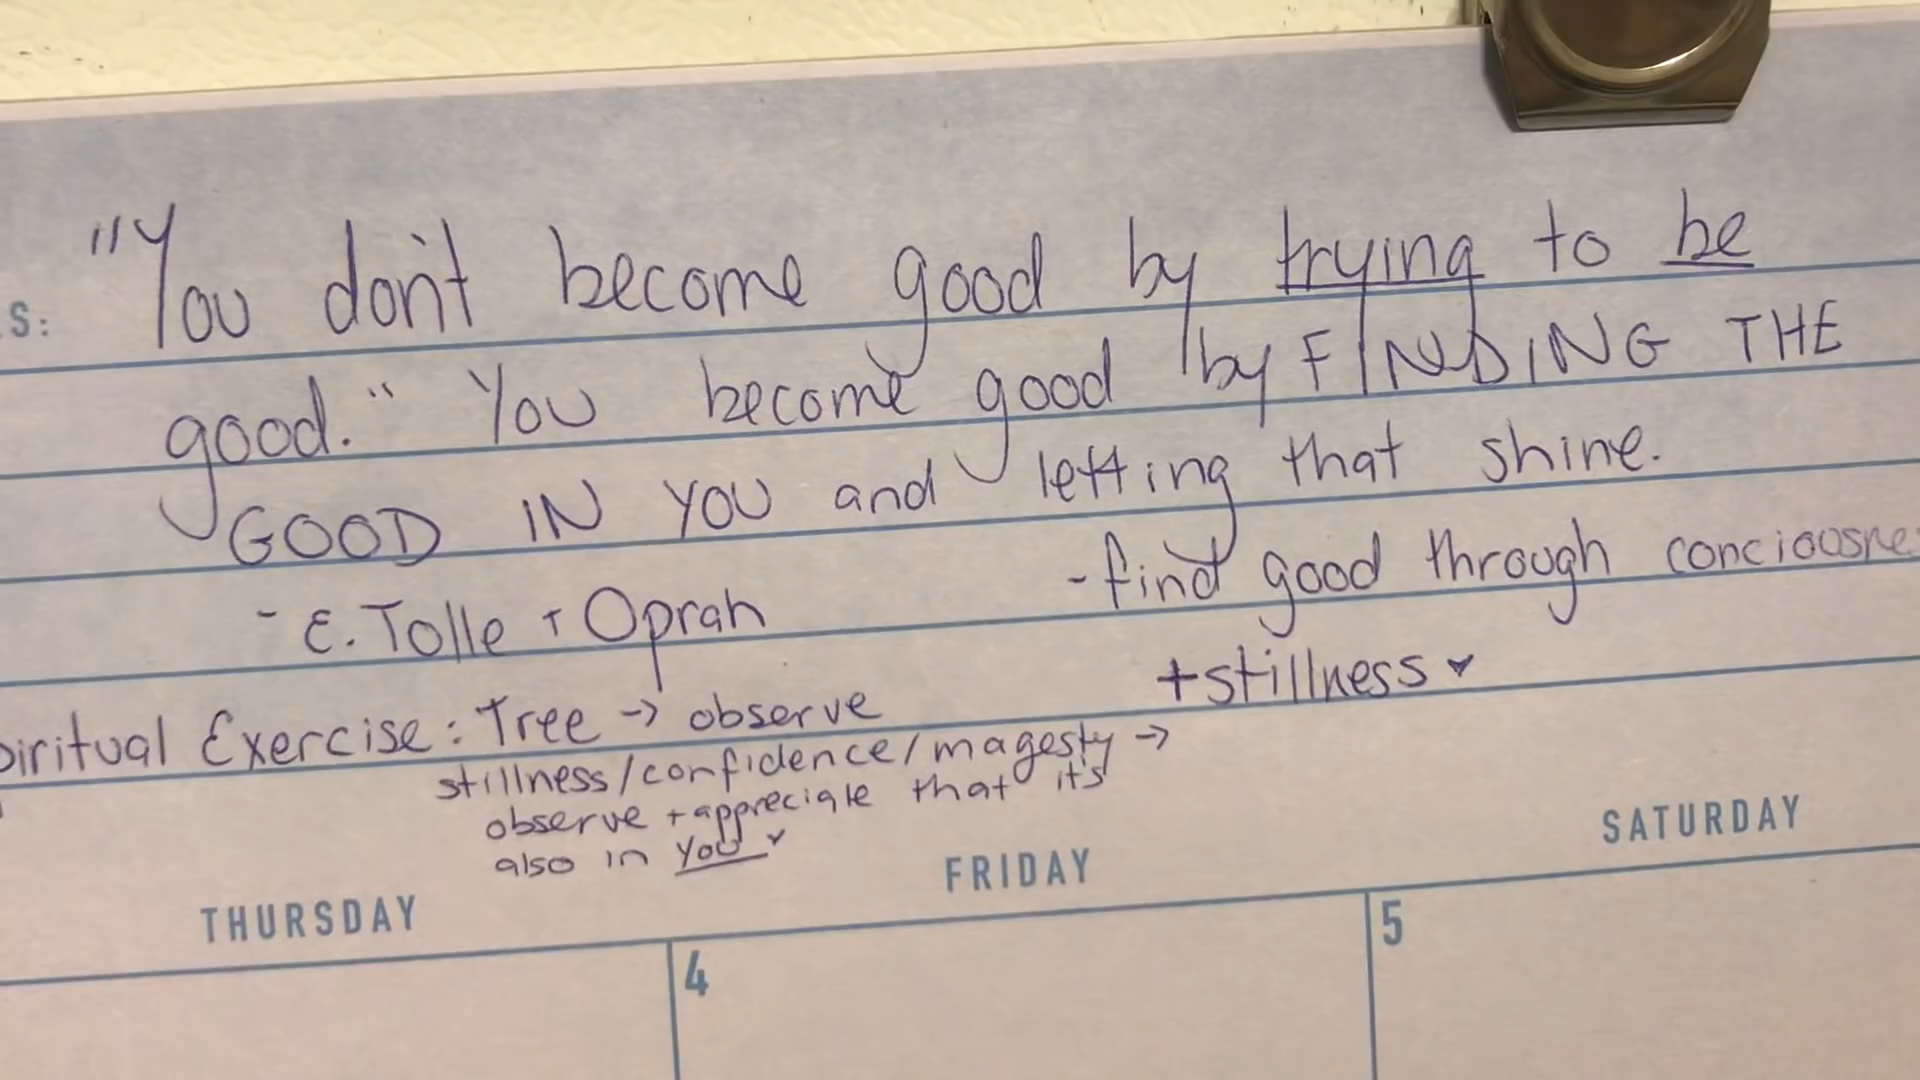 S:
"You don't become good by trying to be
good." You become good by FINDING THE
GOOD IN YOU and letting that shine.
- E. Tolle + Oprah
- find good through conciousne
+ stillness
piritual Exercise: Tree -> observe
stillness/confidence/magesty ->
observe + appreciate that it's
also in you
THURSDAY
FRIDAY
SATURDAY
4
5